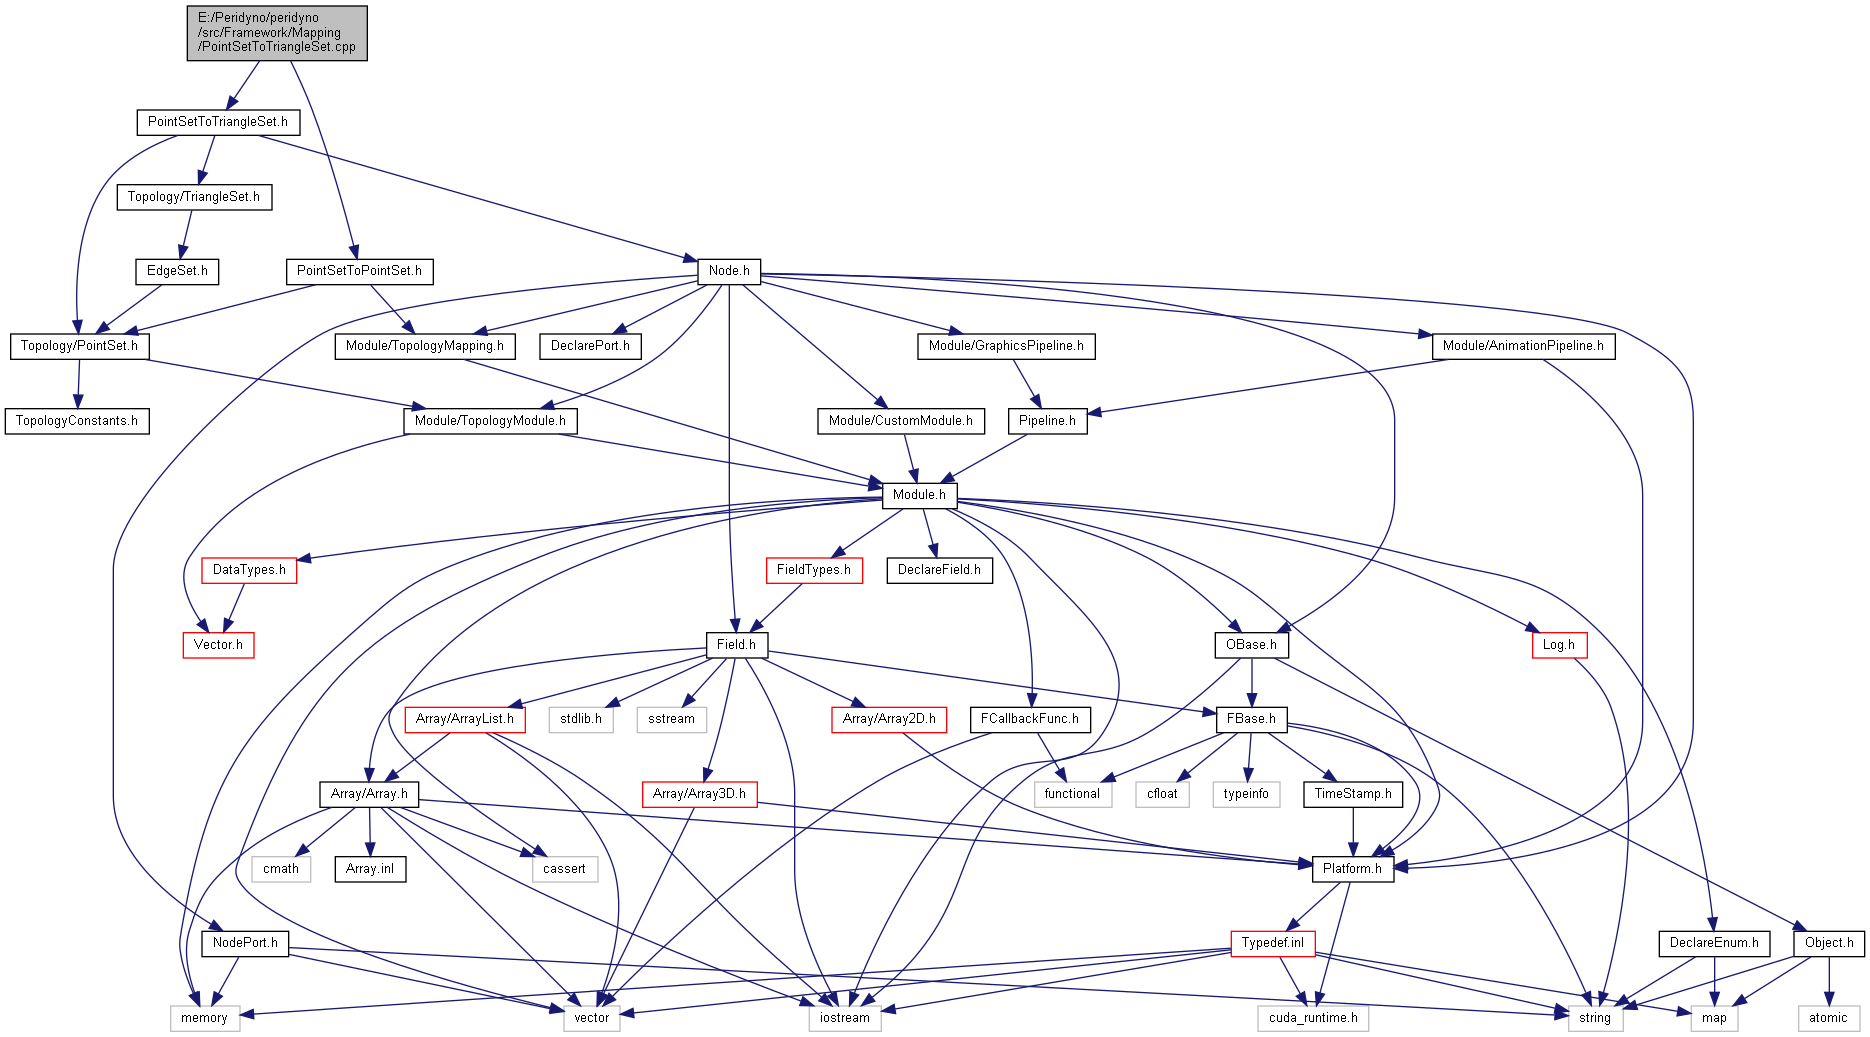 E:/Peridyno/peridyno
/src/Framework/Mapping
/PointSetToTriangleSet.cpp
PointSetToTriangleSet.h
Topology/TriangleSet.h
EdgeSet.h
PointSetToPointSet.h
Node.h
Topology/PointSet.h
Module/TopologyMapping.h
DeclarePort.h
Module/GraphicsPipeline.h
Module/AnimationPipeline.h
TopologyConstants.h
Module/TopologyModule.h
Module/CustomModule.h
Pipeline.h
Module.h
DataTypes.h
FieldTypes.h
DeclareField.h
Vector.h
Field.h
OBase.h
Log.h
Array/ArrayList.h
stdlib.h
sstream
Array/Array2D.h
FCallbackFunc.h
FBase.h
Array/Array.h
Array/Array3D.h
functional
cfloat
typeinfo
TimeStamp.h
cmath
Array.inl
cassert
Platform.h
NodePort.h
Typedef.inl
DeclareEnum.h
Object.h
memory
vector
iostream
cuda_runtime.h
string
map
atomic